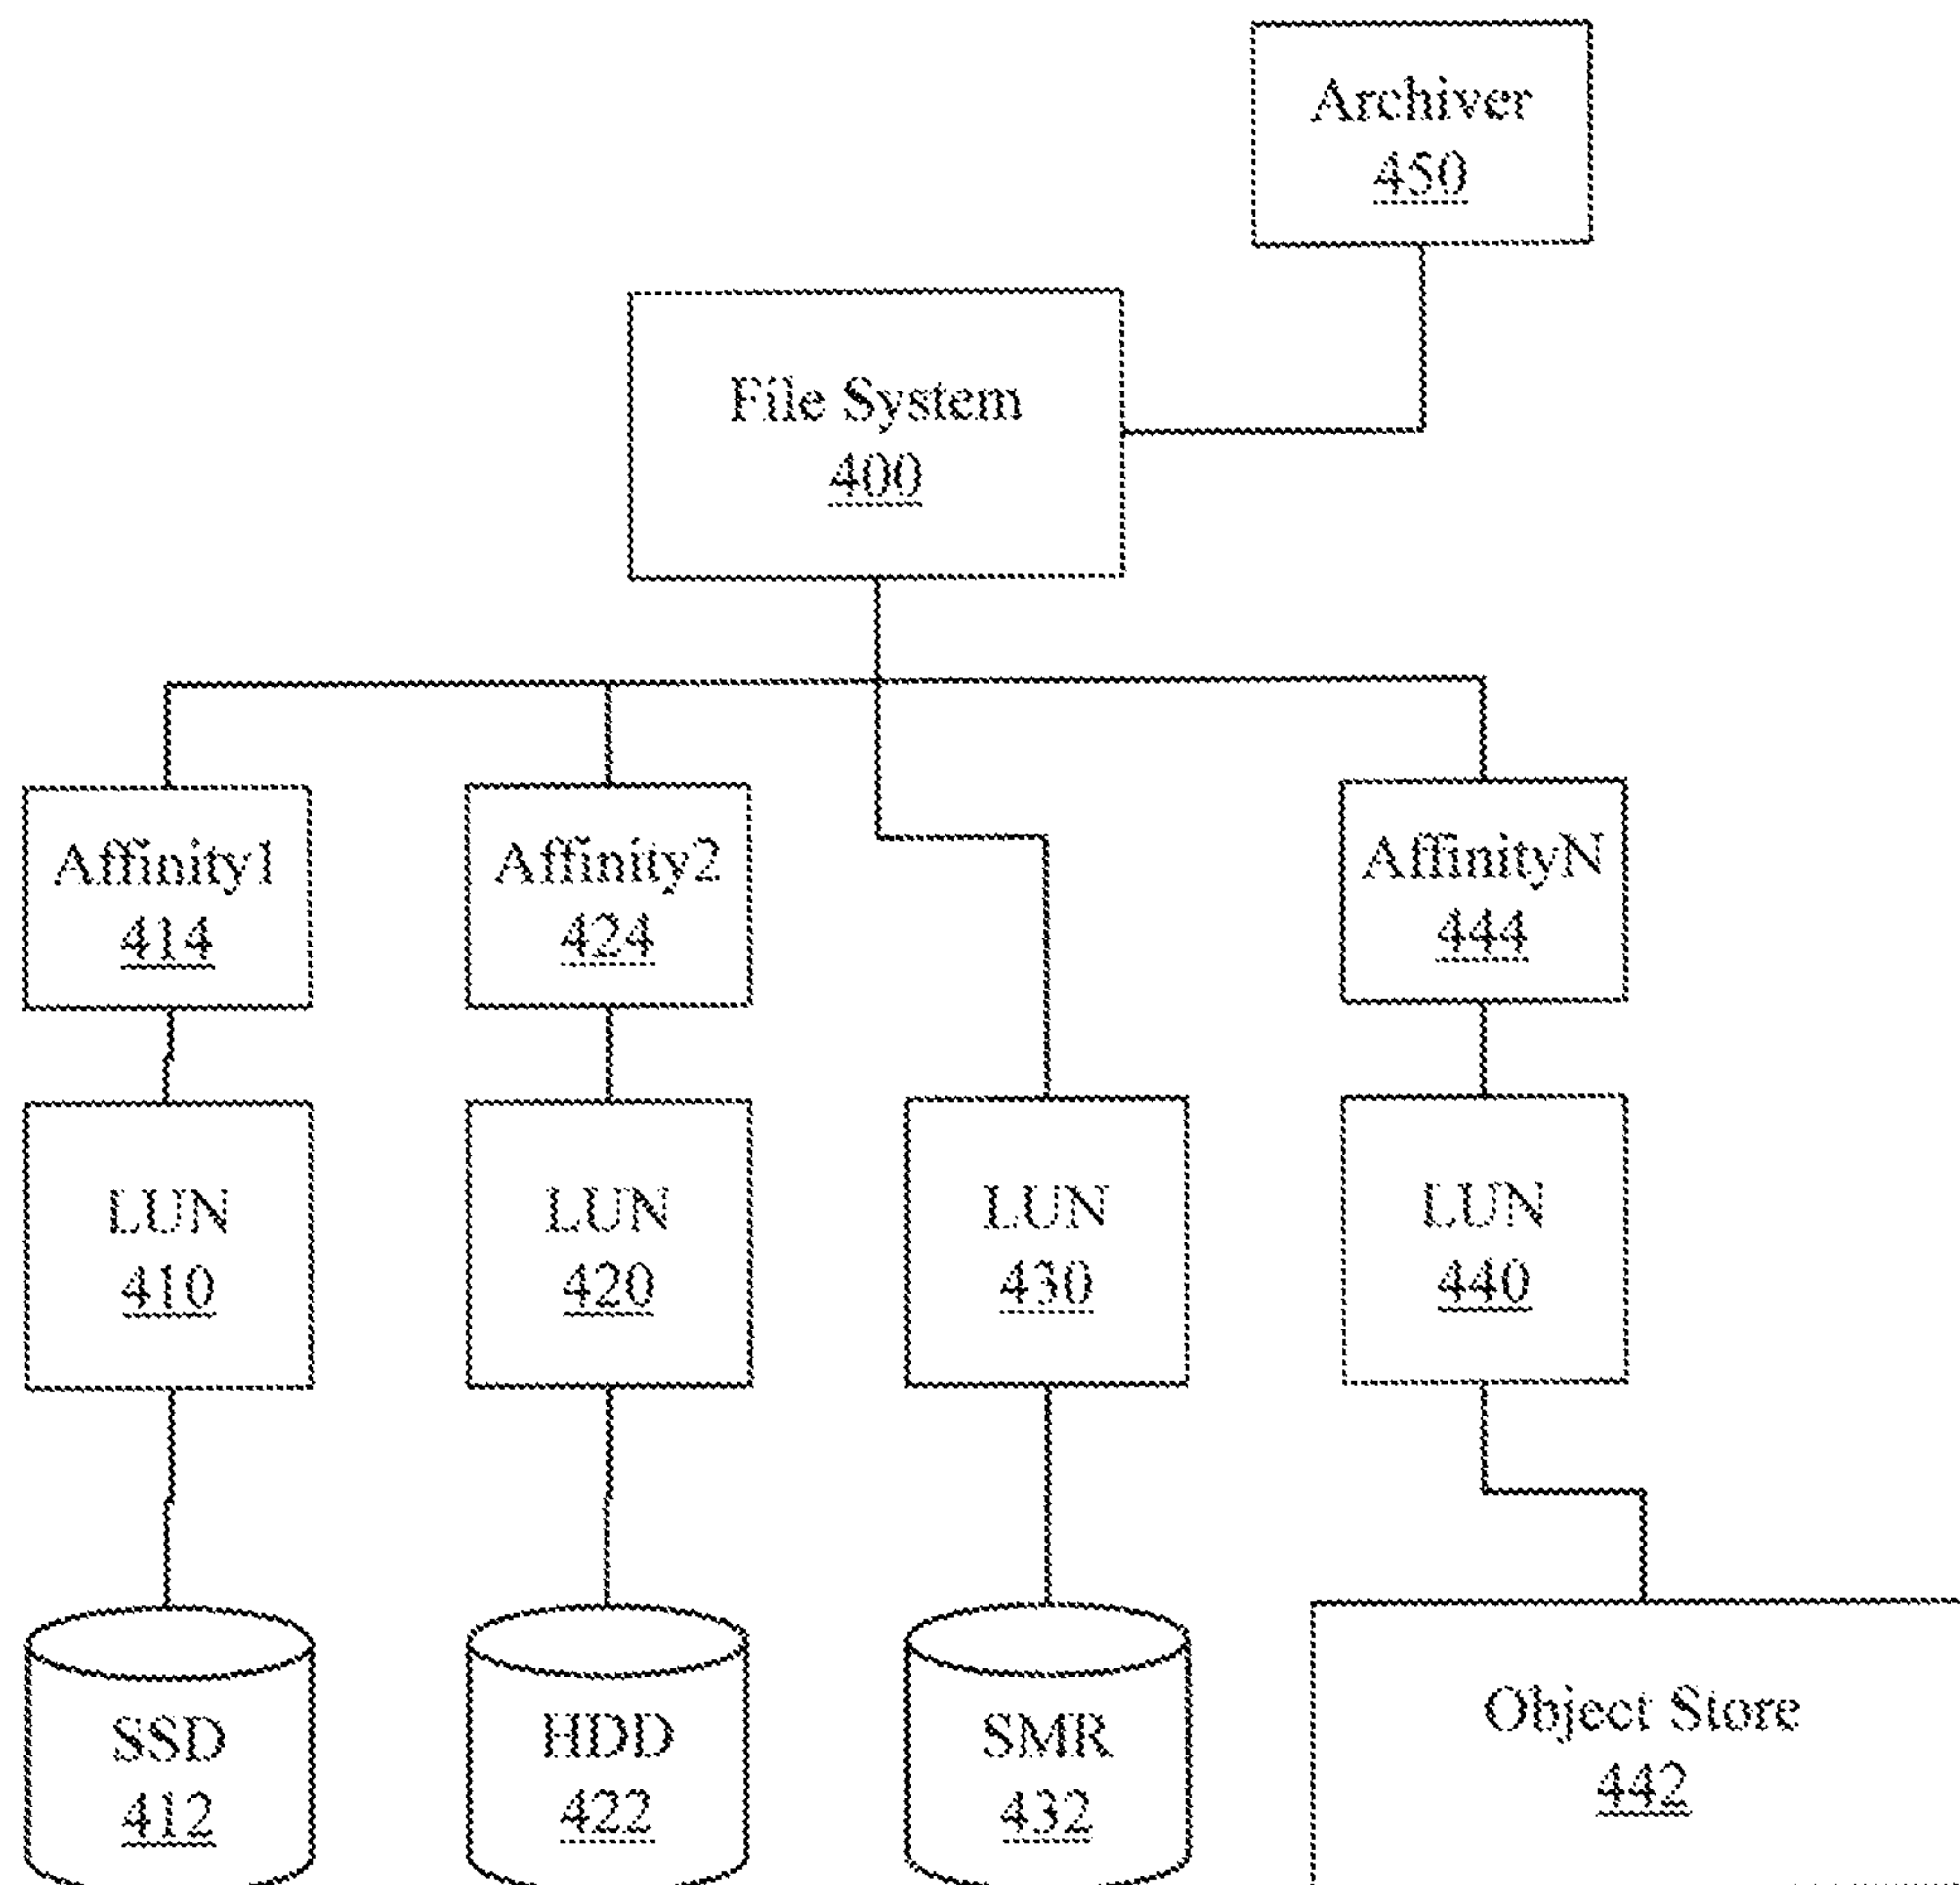 Archiver
450
File System
400
Affinity1
414
Affinity2
424
AffinityN
444
LUN
410
LUN
420
LUN
430
LUN
440
SSD
412
HDD
422
SMR
432
Object Store
442